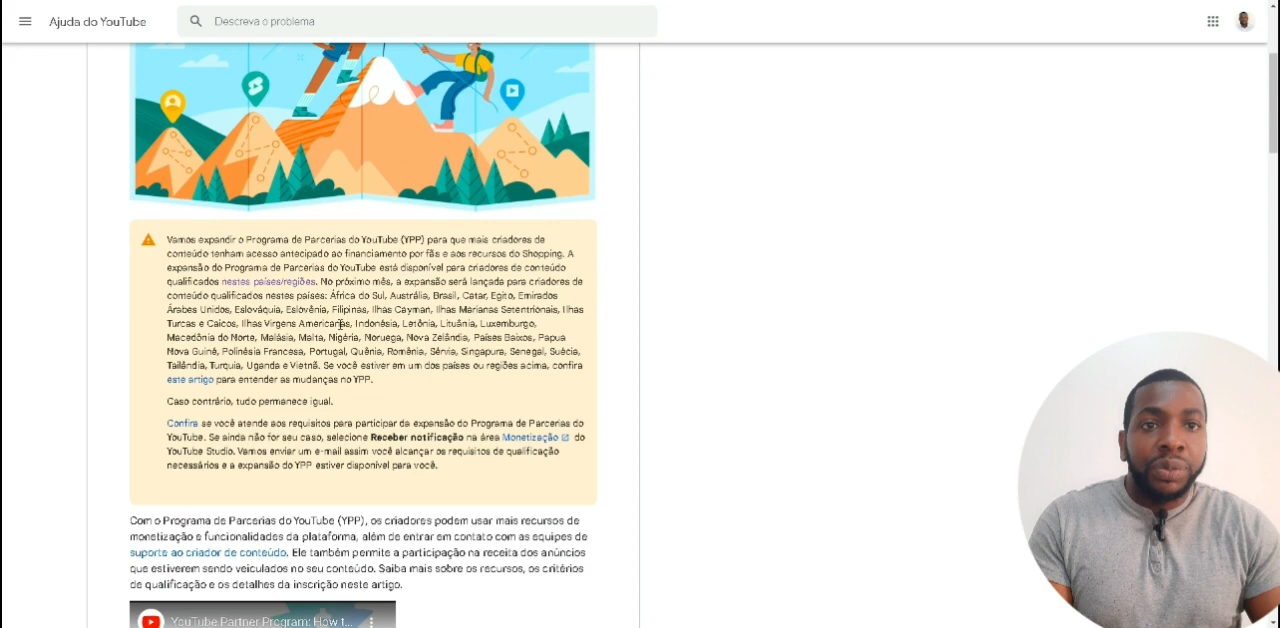 Ajuda do YouTube
Descreva o problema
Vamos expandir o Programa de Parcerias do YouTube (YPP) para que mais criadores de
conteúdo tenham acesso antecipado ao financiamento por fãs e aos recursos do Shopping. A
expansão do Programa de Parcerias do YouTube está disponível para criadores de conteúdo
qualificados nestes países/regiões. No próximo mês, a expansão será lançada para criadores de
conteúdo qualificados nestes países: África do Sul, Austrália, Brasil, Catar, Egito, Emirados
Árabes Unidos, Eslováquia, Eslovênia, Filipinas, Ilhas Cayman, Ilhas Marianas Setentrionais, Ilhas
Turcas e Caicos, Ilhas Virgens Americanas, Indonésia, Letônia, Lituânia, Luxemburgo,
Macedônia do Norte, Malásia, Malta, Nigéria, Noruega, Nova Zelândia, Países Baixos, Papua
Nova Guiné, Polinésia Francesa, Portugal, Quênia, Romênia, Sérvia, Singapura, Senegal, Suécia,
Tailândia, Turquia, Uganda e Vietnã. Se você estiver em um dos países ou regiões acima, confira
este artigo para entender as mudanças no YPP.
Caso contrário, tudo permanece igual.
Confira se você atende aos requisitos para participar da expansão do Programa de Parcerias do
YouTube. Se ainda não for seu caso, selecione Receber notificação na área Monetização do
YouTube Studio. Vamos enviar um e-mail assim você alcançar os requisitos de qualificação
necessários e a expansão do YPP estiver disponível para você.
Com o Programa de Parcerias do YouTube (YPP), os criadores podem usar mais recursos de
monetização e funcionalidades da plataforma, além de entrar em contato com as equipes de
suporte ao criador de conteúdo. Ele também permite a participação na receita dos anúncios
que estiverem sendo veiculados no seu conteúdo. Saiba mais sobre os recursos, os critérios
de qualificação e os detalhes da inscrição neste artigo.
YouTube Partner Program: How t...